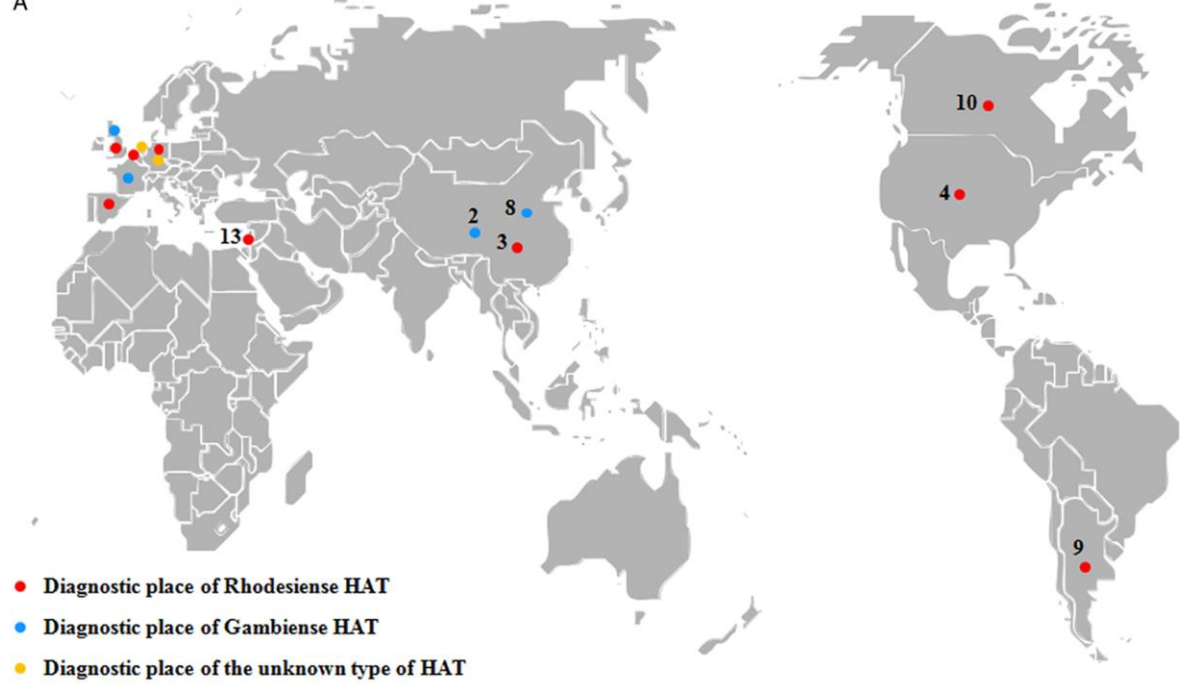 A
10
4
8
2
3
13
9
Diagnostic place of Rhodesiense HAT
Diagnostic place of Gambiense HAT
Diagnostic place of the unknown type of HAT